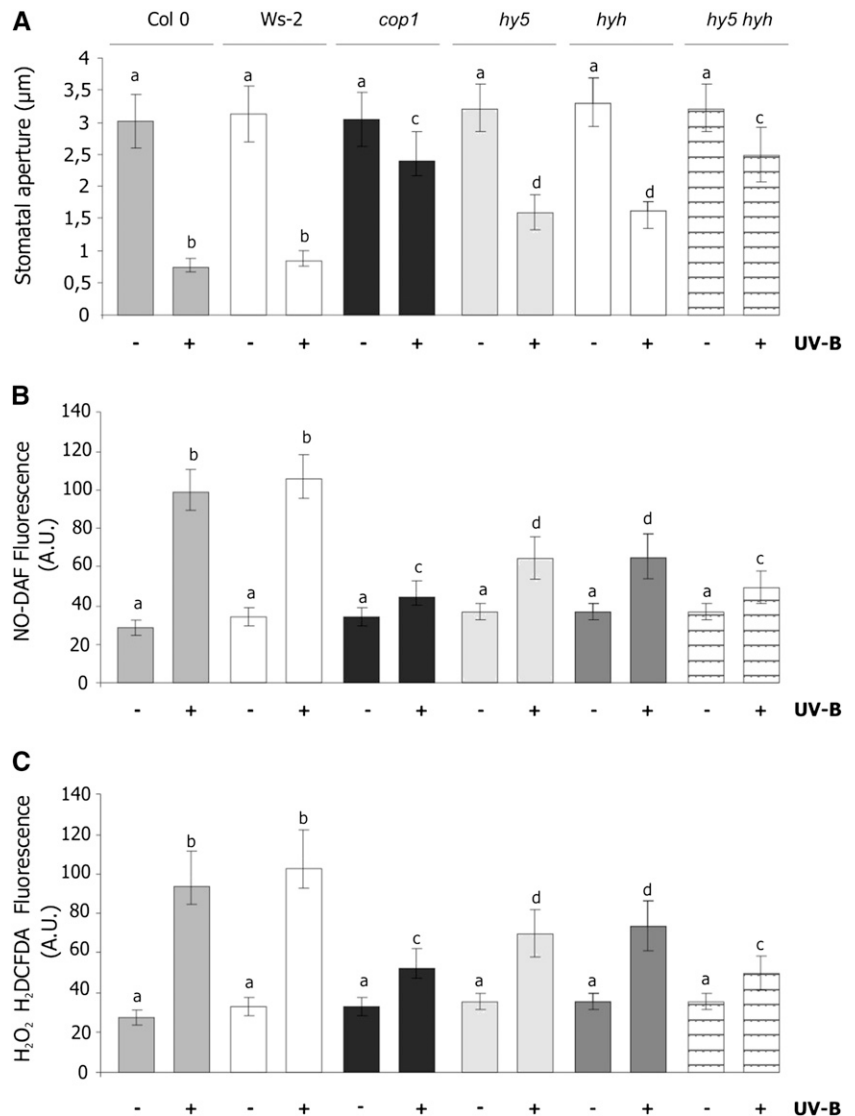 A
Col 0 Ws-2 cop1 hy5 hyh hy5 hyh
Stomatal aperture (µm)
4
3,5
3
2,5
2
1,5
1
0,5
0
a b a b a c a d a d a c
- + - + - + - + - + - + UV-B
B
NO-DAF Fluorescence
(A.U.)
140
120
100
80
60
40
20
0
a b a b a c a d a d a c
- + - + - + - + - + - + UV-B
C
H₂O₂ H₂DCFDA Fluorescence
(A.U.)
140
120
100
80
60
40
20
0
a b a b a c a d a d a c
- + - + - + - + - + - + UV-B